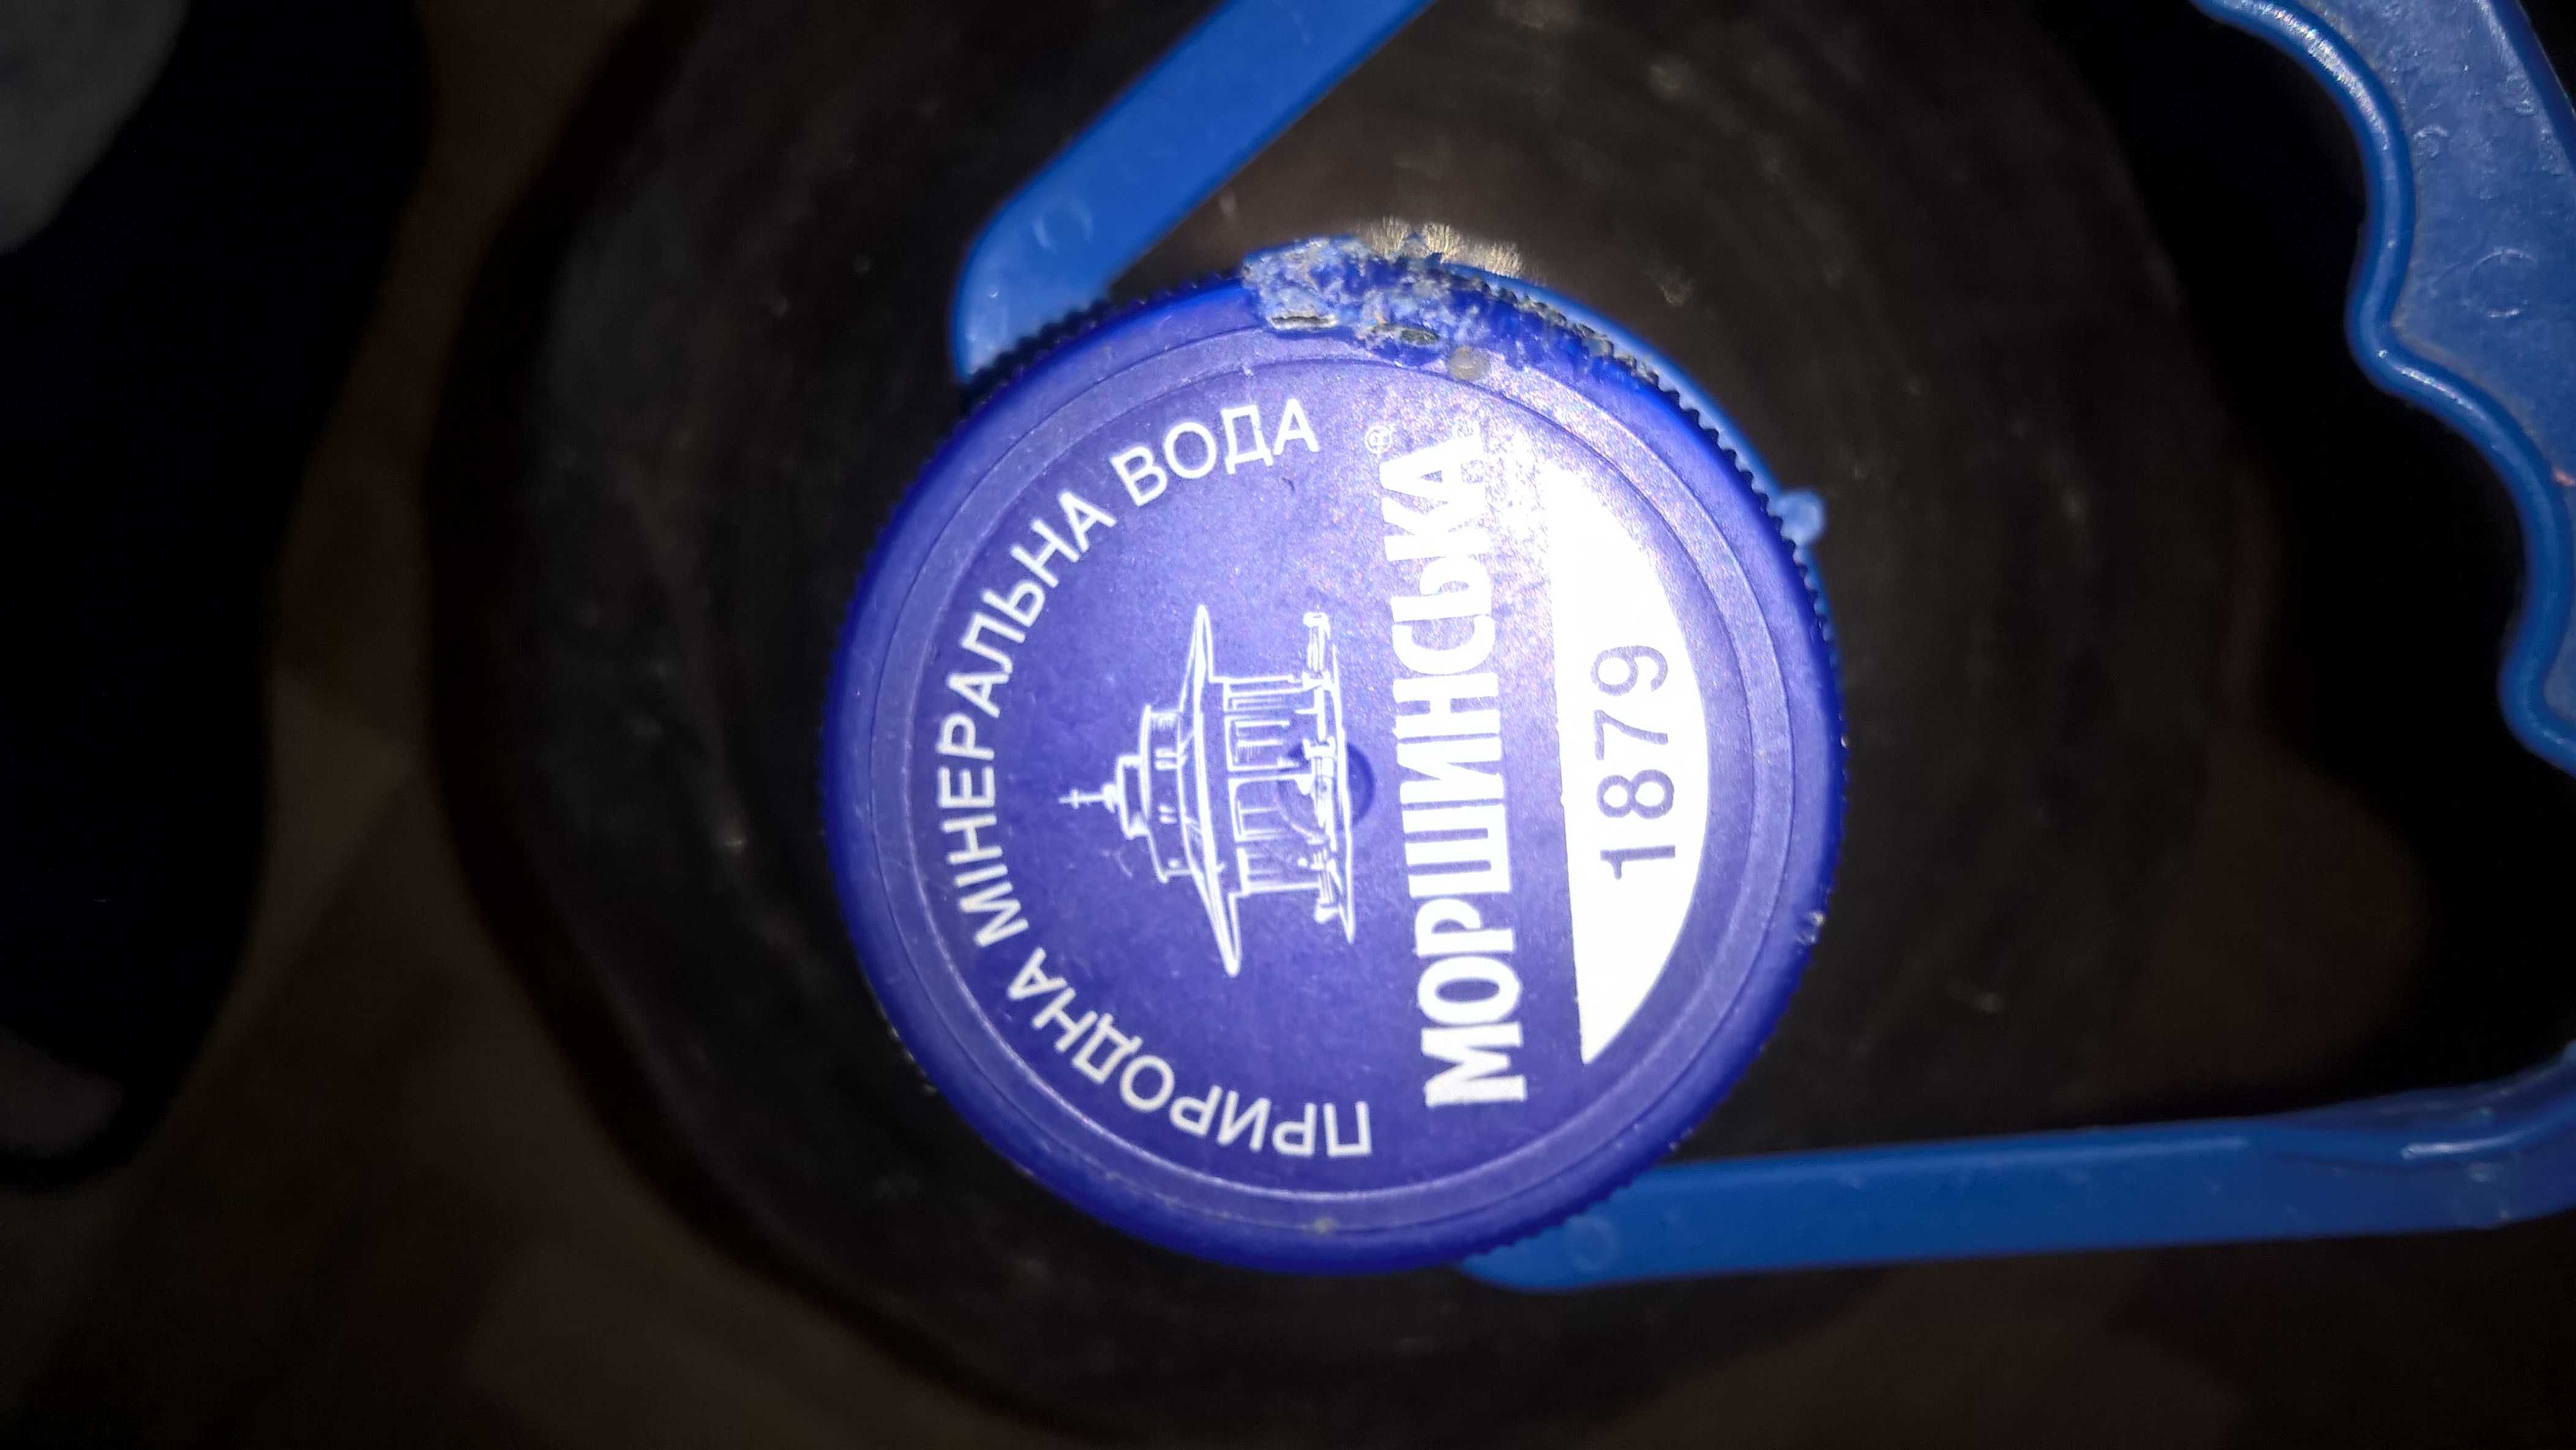 ПРИРОДНА МІНЕРАЛЬНА ВОДА
МОРШИНСЬКА®
1879